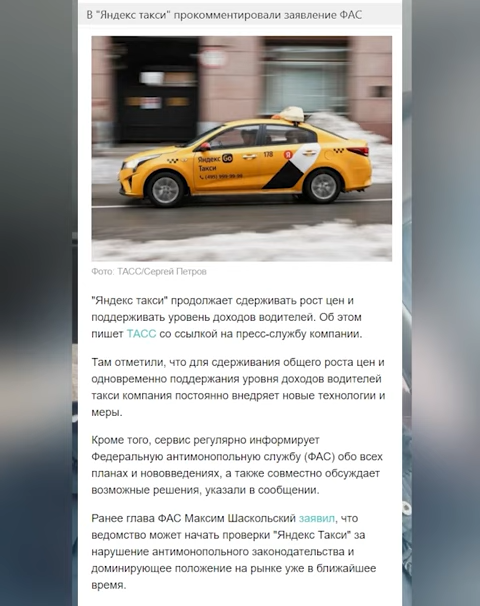 В "Яндекс такси" прокомментировали заявление ФАС
Яндекс Go
Такси
178
Я
Фото: ТАСС/Сергей Петров
"Яндекс такси" продолжает сдерживать рост цен и
поддерживать уровень доходов водителей. Об этом
пишет ТАСС со ссылкой на пресс-службу компании.
Там отметили, что для сдерживания общего роста цен и
одновременно поддержания уровня доходов водителей
такси компания постоянно внедряет новые технологии и
меры.
Кроме того, сервис регулярно информирует
Федеральную антимонопольную службу (ФАС) обо всех
планах и нововведениях, а также совместно обсуждает
возможные решения, указали в сообщении.
Ранее глава ФАС Максим Шаскольский заявил, что
ведомство может начать проверки "Яндекс Такси" за
нарушение антимонопольного законодательства и
доминирующее положение на рынке уже в ближайшее
время.